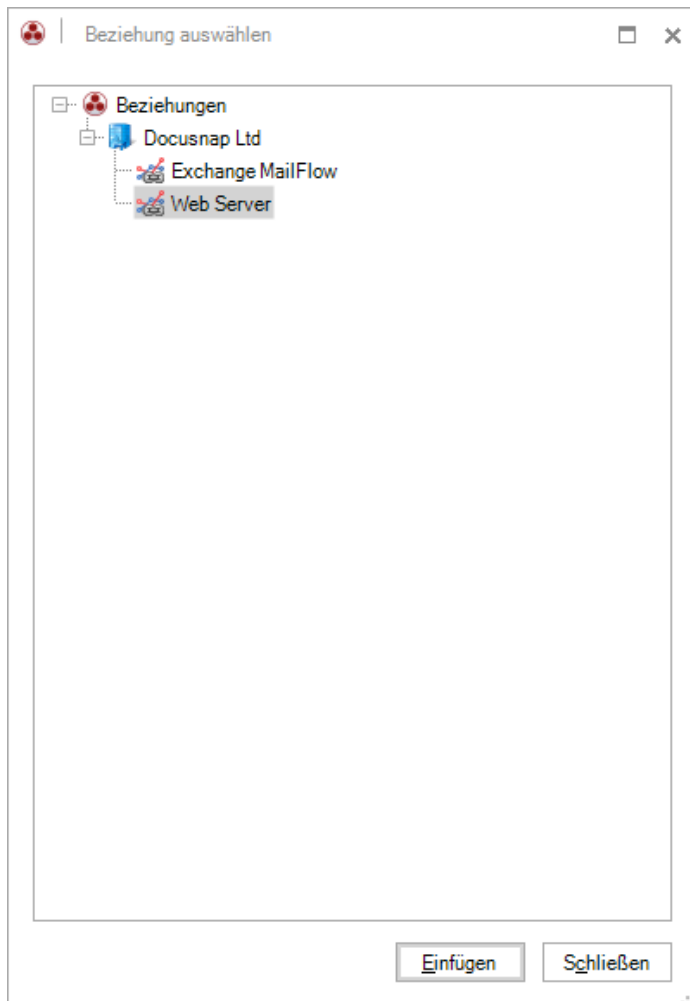 Beziehung auswählen
Beziehungen
Docusnap Ltd
Exchange MailFlow
Web Server
Einfügen Schließen